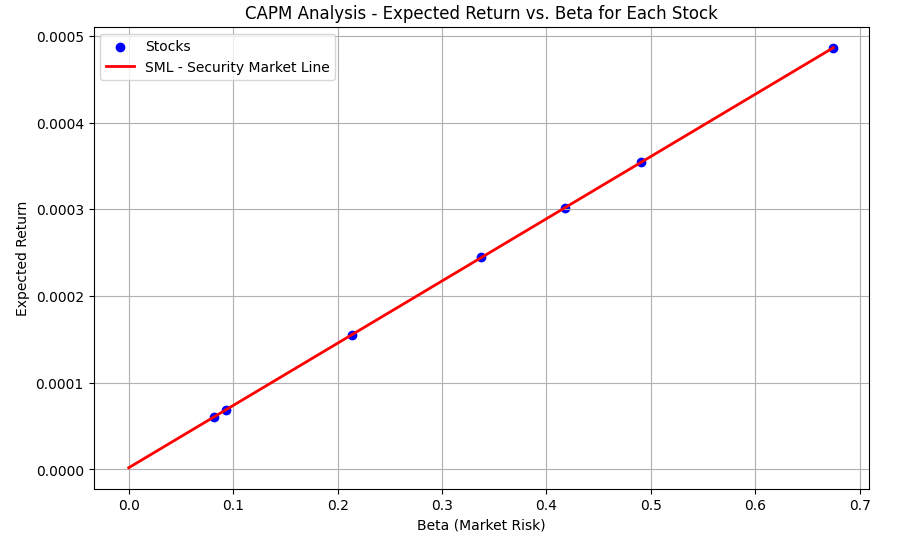 CAPM Analysis - Expected Return vs. Beta for Each Stock
Stocks
SML - Security Market Line
Expected Return
0.0005
0.0004
0.0003
0.0002
0.0001
0.0000
0.0 0.1 0.2 0.3 0.4 0.5 0.6 0.7
Beta (Market Risk)